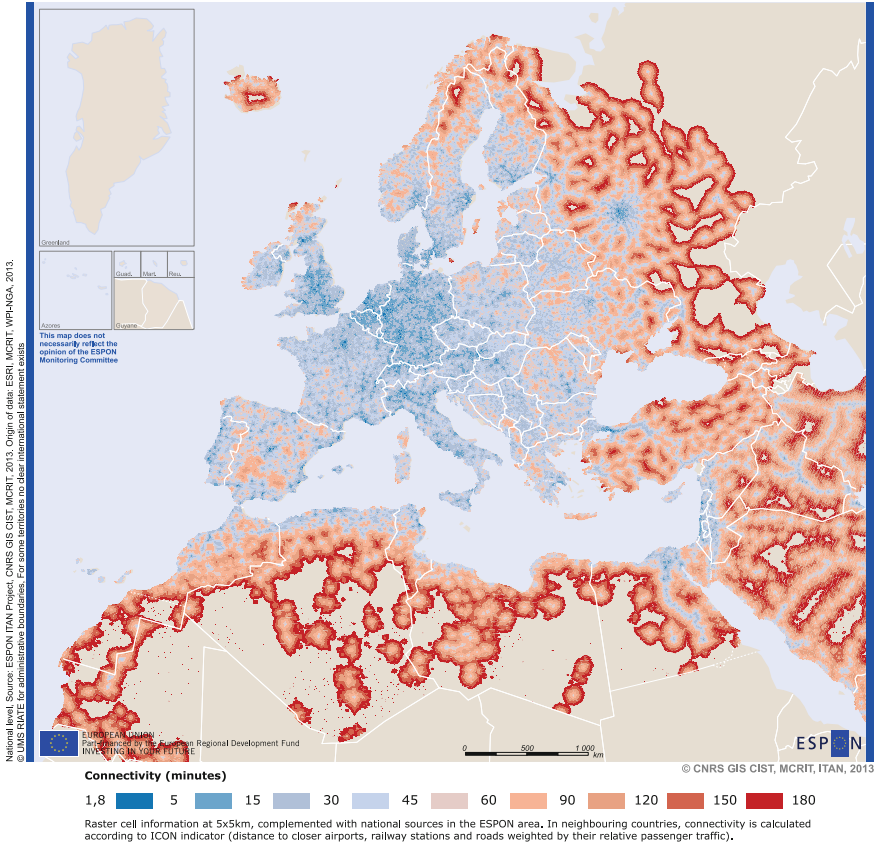 Greenland
Azores
Guad.
Mart.
Reu.
Guyane
This map does not
necessarily reflect the
opinion of the ESPON
Monitoring Committee
National level, Source: ESPON ITAN Project, CNRS GIS CIST, MCRIT, 2013. Origin of data: ESRI, MCRIT, WPI-NGA, 2013.
© UMS RIATE for administrative boundaries. For some territories no clear international statement exists
EUROPEAN UNION
Part-financed by the European Regional Development Fund
INVESTING IN YOUR FUTURE
0 500 1 000
km
ESPON
© CNRS GIS CIST, MCRIT, ITAN, 2013
Connectivity (minutes)
1,8 5 15 30 45 60 90 120 150 180
Raster cell information at 5x5km, complemented with national sources in the ESPON area. In neighbouring countries, connectivity is calculated
according to ICON indicator (distance to closer airports, railway stations and roads weighted by their relative passenger traffic).